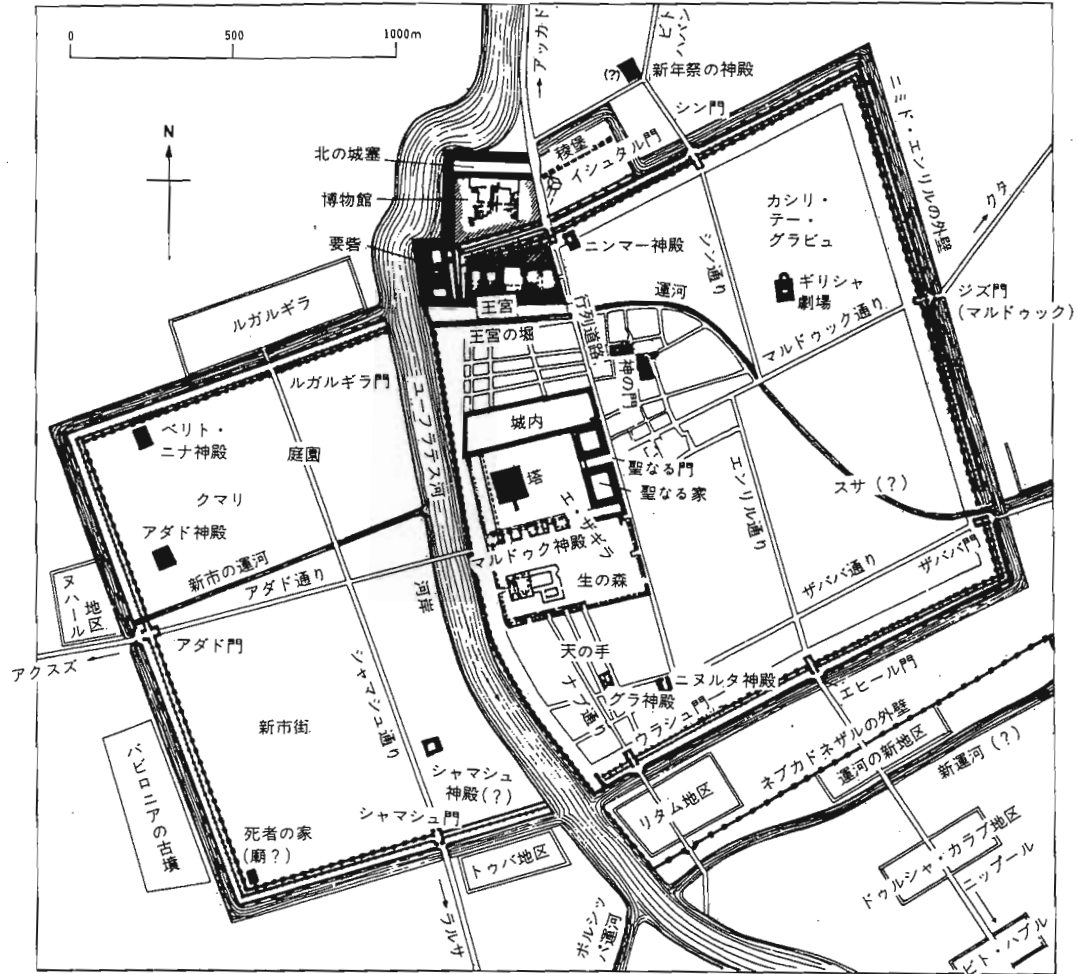 0 500 1000m
N
→アッカド
ビト
ハバン
(?)
新年祭の神殿
シン門
稜堡
イシュタル門
ニミド・エンリルの外壁
北の城塞
博物館
要砦
ニンマー神殿
カシリ・
テー・
グラビュ
→クタ
シン通り
運河
ギリシャ
劇場
ジズ門
(マルドゥック)
ルガルギラ
王宮
王宮の堀
行列道路
マルドゥック通り
神の門
ルガルギラ門
ユーフラテス河
城内
ベリト・
ニナ神殿
庭園
塔
聖なる門
聖なる家
エンリル通り
スサ(?)
クマリ
エ・ザギラ
アダド神殿
新市の運河
アダド通り
マルドゥク神殿
生の森
ザババ通り
ザババ門
ヌハール
地区
河岸
アダド門
アクスズ←
天の手
ナブ通り
ニヌルタ神殿
グラ神殿
ウラシュ門
エヒール門
シャマシュ通り
新市街
ネブカドネザルの外壁
運河の新地区
新運河(?)
バビロニアの古墳
シャマシュ
神殿(?)
シャマシュ門
リタム地区
死者の家
(廟?)
トゥバ地区
ドゥルシャ・カラブ地区
→ラルサ
ボルシッ
パ運河
ニップール→
ビト・ハブル